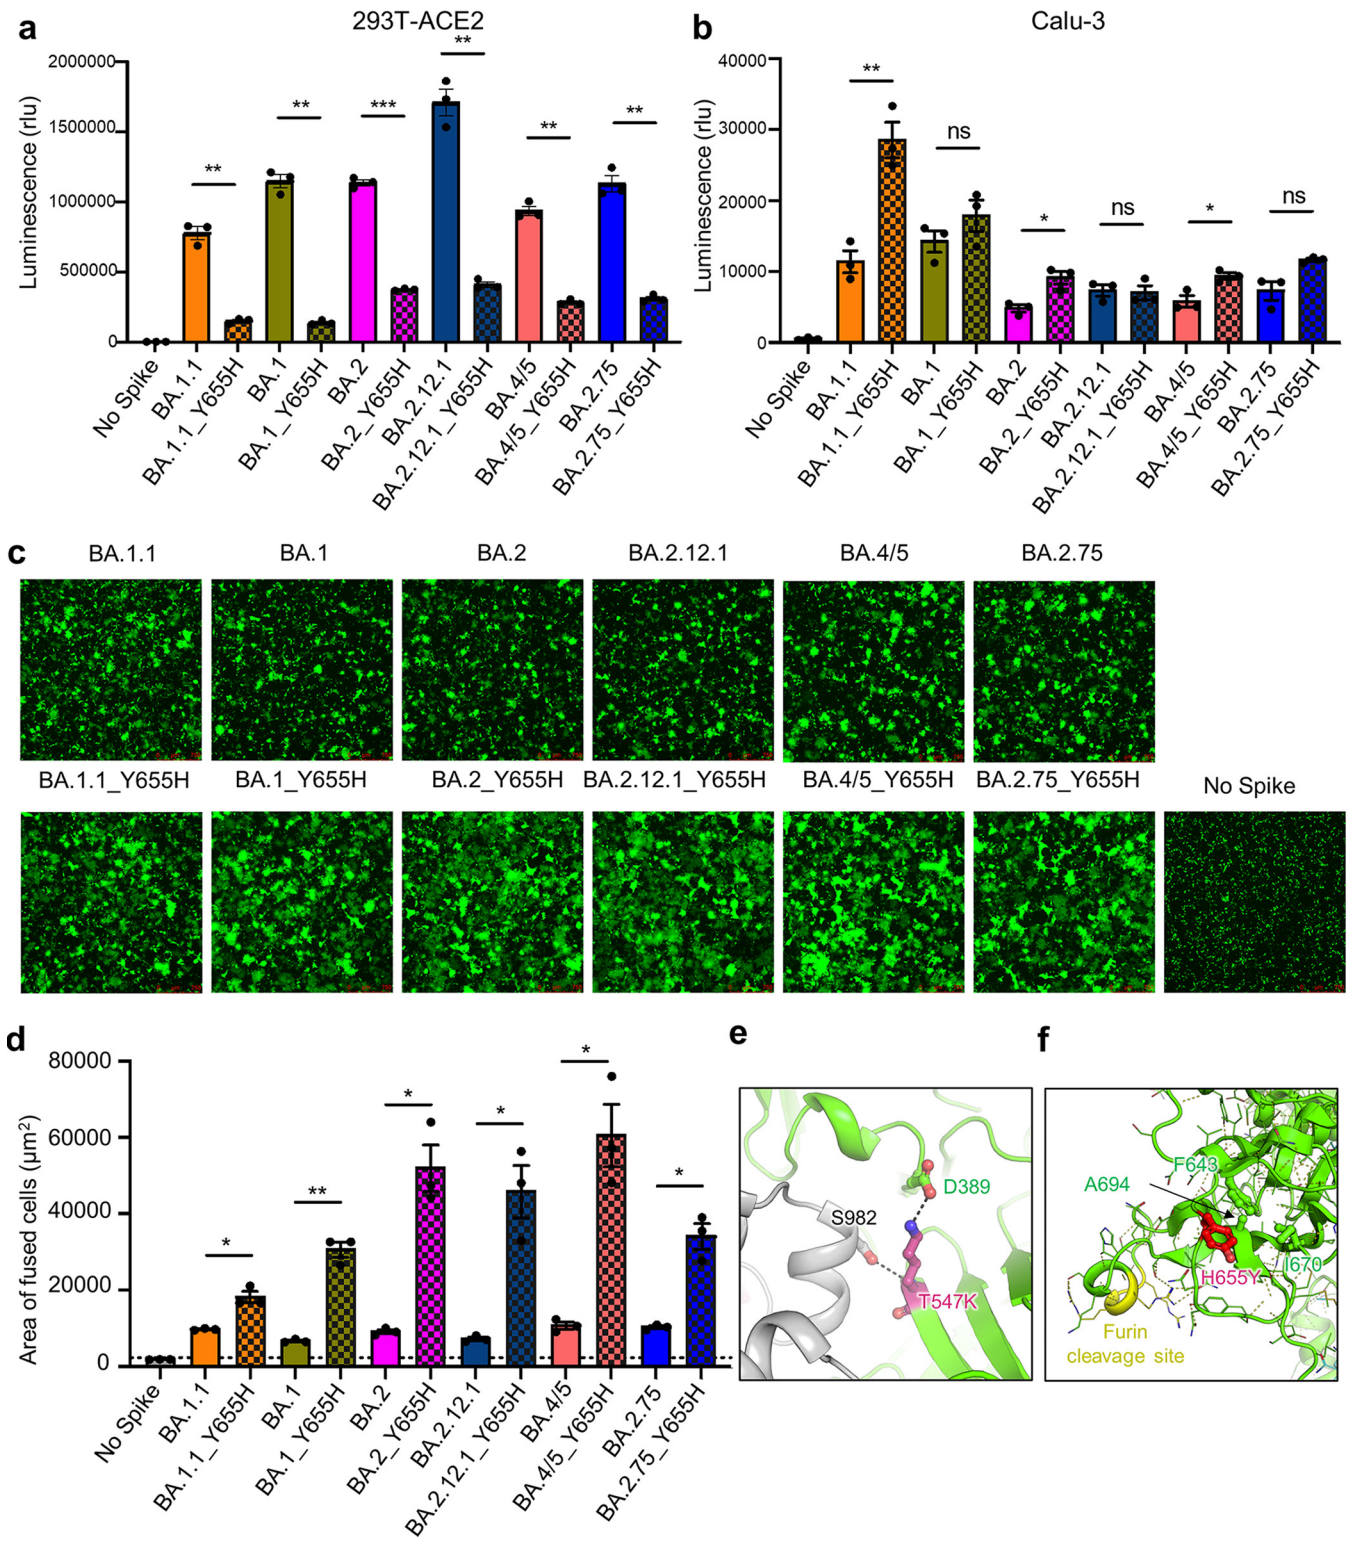 a
293T-ACE2
Luminescence (rlu)
2000000
1500000
1000000
500000
0
**
**
***
**
**
**
No Spike
BA.1.1
BA.1.1_Y655H
BA.1
BA.1_Y655H
BA.2
BA.2_Y655H
BA.2.12.1
BA.2.12.1_Y655H
BA.4/5
BA.4/5_Y655H
BA.2.75
BA.2.75_Y655H
b
Calu-3
Luminescence (rlu)
40000
30000
20000
10000
0
**
ns
*
ns
*
ns
No Spike
BA.1.1
BA.1.1_Y655H
BA.1
BA.1_Y655H
BA.2
BA.2_Y655H
BA.2.12.1
BA.2.12.1_Y655H
BA.4/5
BA.4/5_Y655H
BA.2.75
BA.2.75_Y655H
c
BA.1.1 BA.1 BA.2 BA.2.12.1 BA.4/5 BA.2.75
BA.1.1_Y655H BA.1_Y655H BA.2_Y655H BA.2.12.1_Y655H BA.4/5_Y655H BA.2.75_Y655H No Spike
d
Area of fused cells (µm²)
80000
60000
40000
20000
0
*
**
*
*
*
*
No Spike
BA.1.1
BA.1.1_Y655H
BA.1
BA.1_Y655H
BA.2
BA.2_Y655H
BA.2.12.1
BA.2.12.1_Y655H
BA.4/5
BA.4/5_Y655H
BA.2.75
BA.2.75_Y655H
e
D389
S982
T547K
f
F643
A694
I670
H655Y
Furin
cleavage site